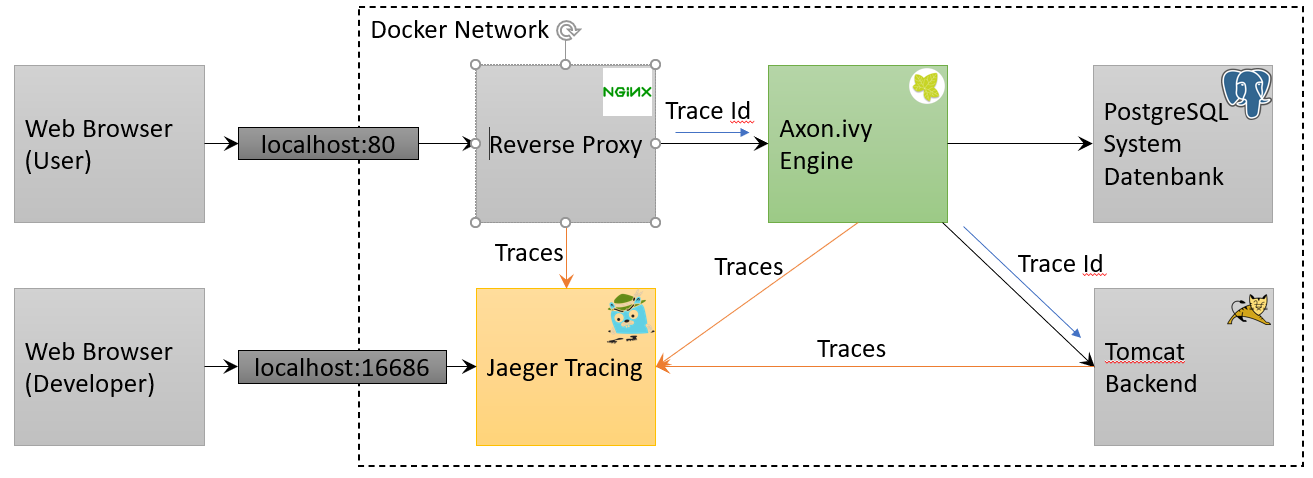 Docker Network
Web Browser
(User)
localhost:80
NGINX
Reverse Proxy
Trace Id
Axon.ivy
Engine
PostgreSQL
System
Datenbank
Traces
Traces
Trace Id
Web Browser
(Developer)
localhost:16686
Jaeger Tracing
Traces
Tomcat
Backend